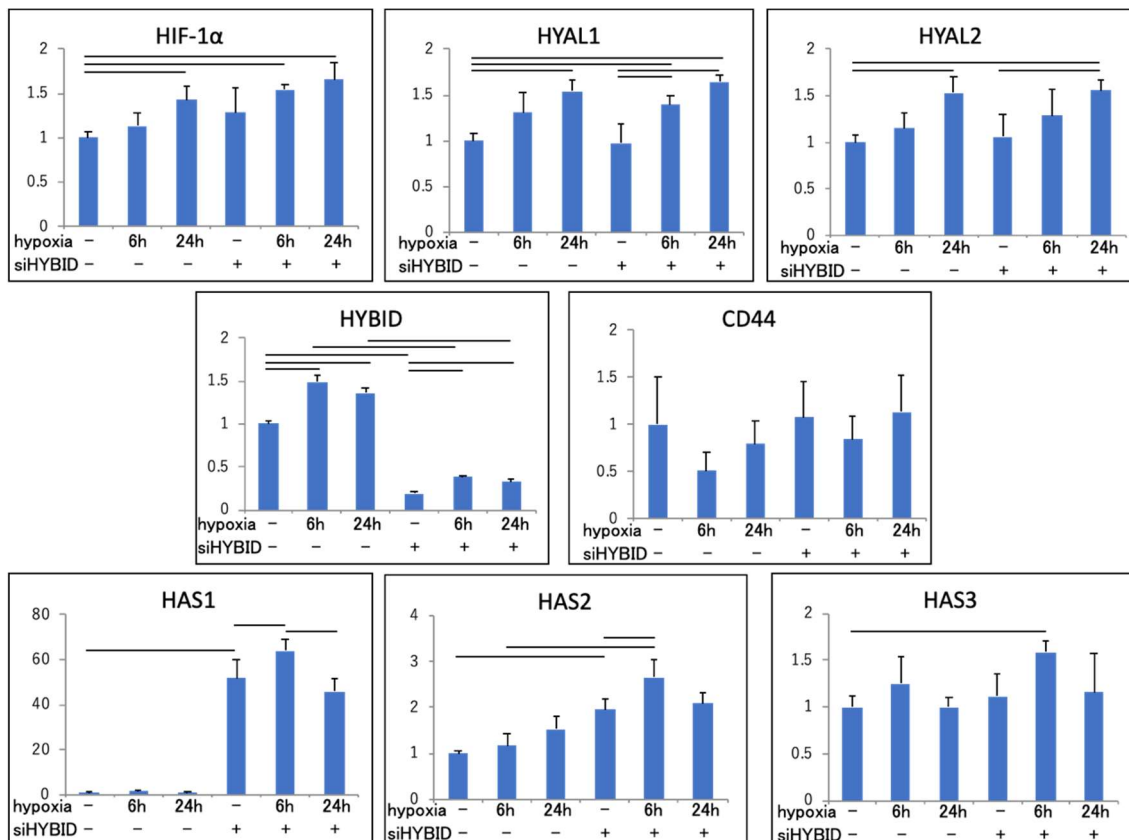 HIF-1α
2
1.5
1
0.5
0
hypoxia – 6h 24h – 6h 24h
siHYBID – – – + + +
HYAL1
2
1.5
1
0.5
0
hypoxia – 6h 24h – 6h 24h
siHYBID – – – + + +
HYAL2
2
1.5
1
0.5
0
hypoxia – 6h 24h – 6h 24h
siHYBID – – – + + +
HYBID
2
1.5
1
0.5
0
hypoxia – 6h 24h – 6h 24h
siHYBID – – – + + +
CD44
2
1.5
1
0.5
0
hypoxia – 6h 24h – 6h 24h
siHYBID – – – + + +
HAS1
80
60
40
20
0
hypoxia – 6h 24h – 6h 24h
siHYBID – – – + + +
HAS2
4
3
2
1
0
hypoxia – 6h 24h – 6h 24h
siHYBID – – – + + +
HAS3
2
1.5
1
0.5
0
hypoxia – 6h 24h – 6h 24h
siHYBID – – – + + +